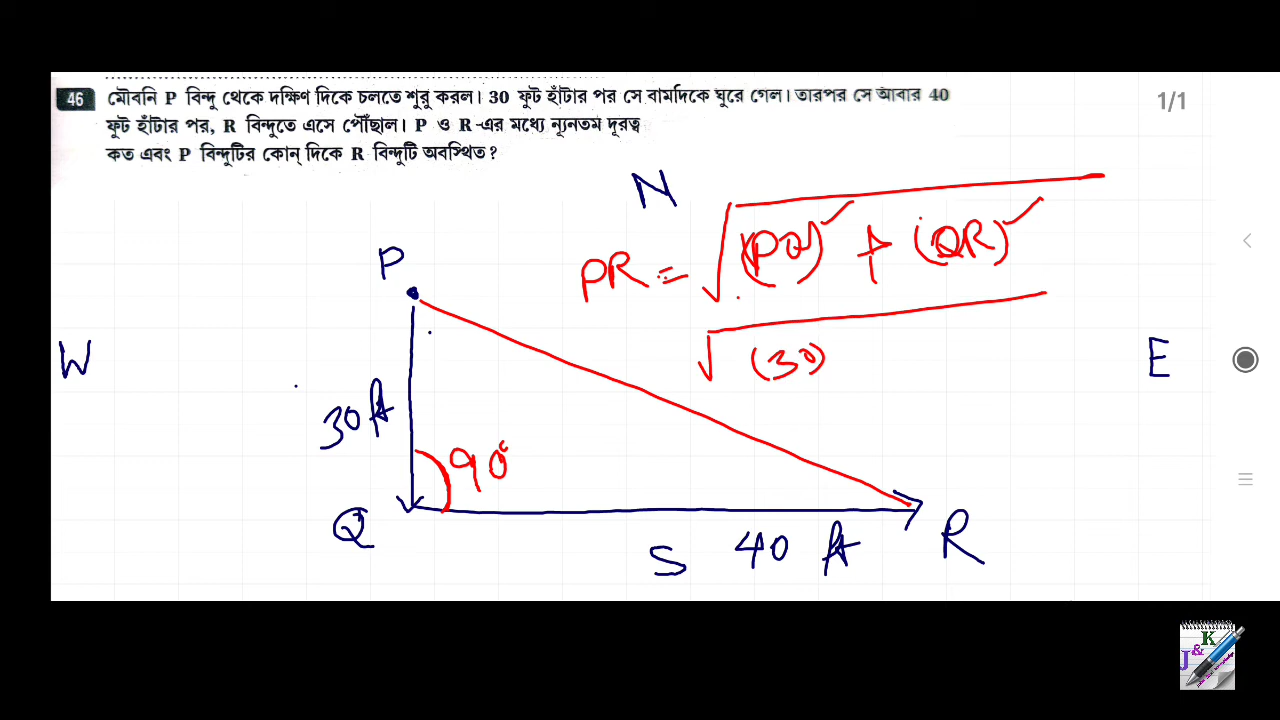 46 মৌবনি P বিন্দু থেকে দক্ষিণ দিকে চলতে শুরু করল। 30 ফুট হাঁটার পর সে বামদিকে ঘুরে গেল। তারপর সে আবার 40
ফুট হাঁটার পর, R বিন্দুতে এসে পৌঁছাল। P ও R-এর মধ্যে ন্যূনতম দূরত্ব
কত এবং P বিন্দুটির কোন্ দিকে R বিন্দুটি অবস্থিত?
1/1
N
PR = √(PQ)² + (QR)²
√(30)
P
W
E
30 ft
90°
Q
S
40 ft
R
J&K